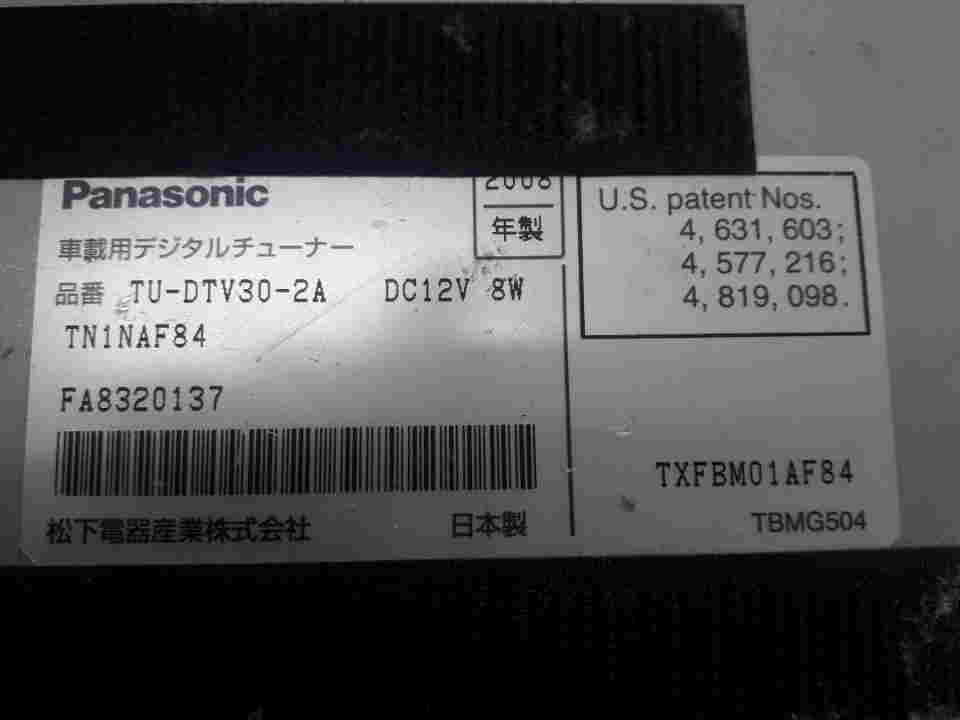 Panasonic
2008
年製
車載用デジタルチューナー
品番 TU-DTV30-2A DC12V 8W
TN1NAF84
FA8320137
松下電器産業株式会社 日本製
U.S. patent Nos.
4, 631, 603;
4, 577, 216;
4, 819, 098.
TXFBM01AF84
TBMG504